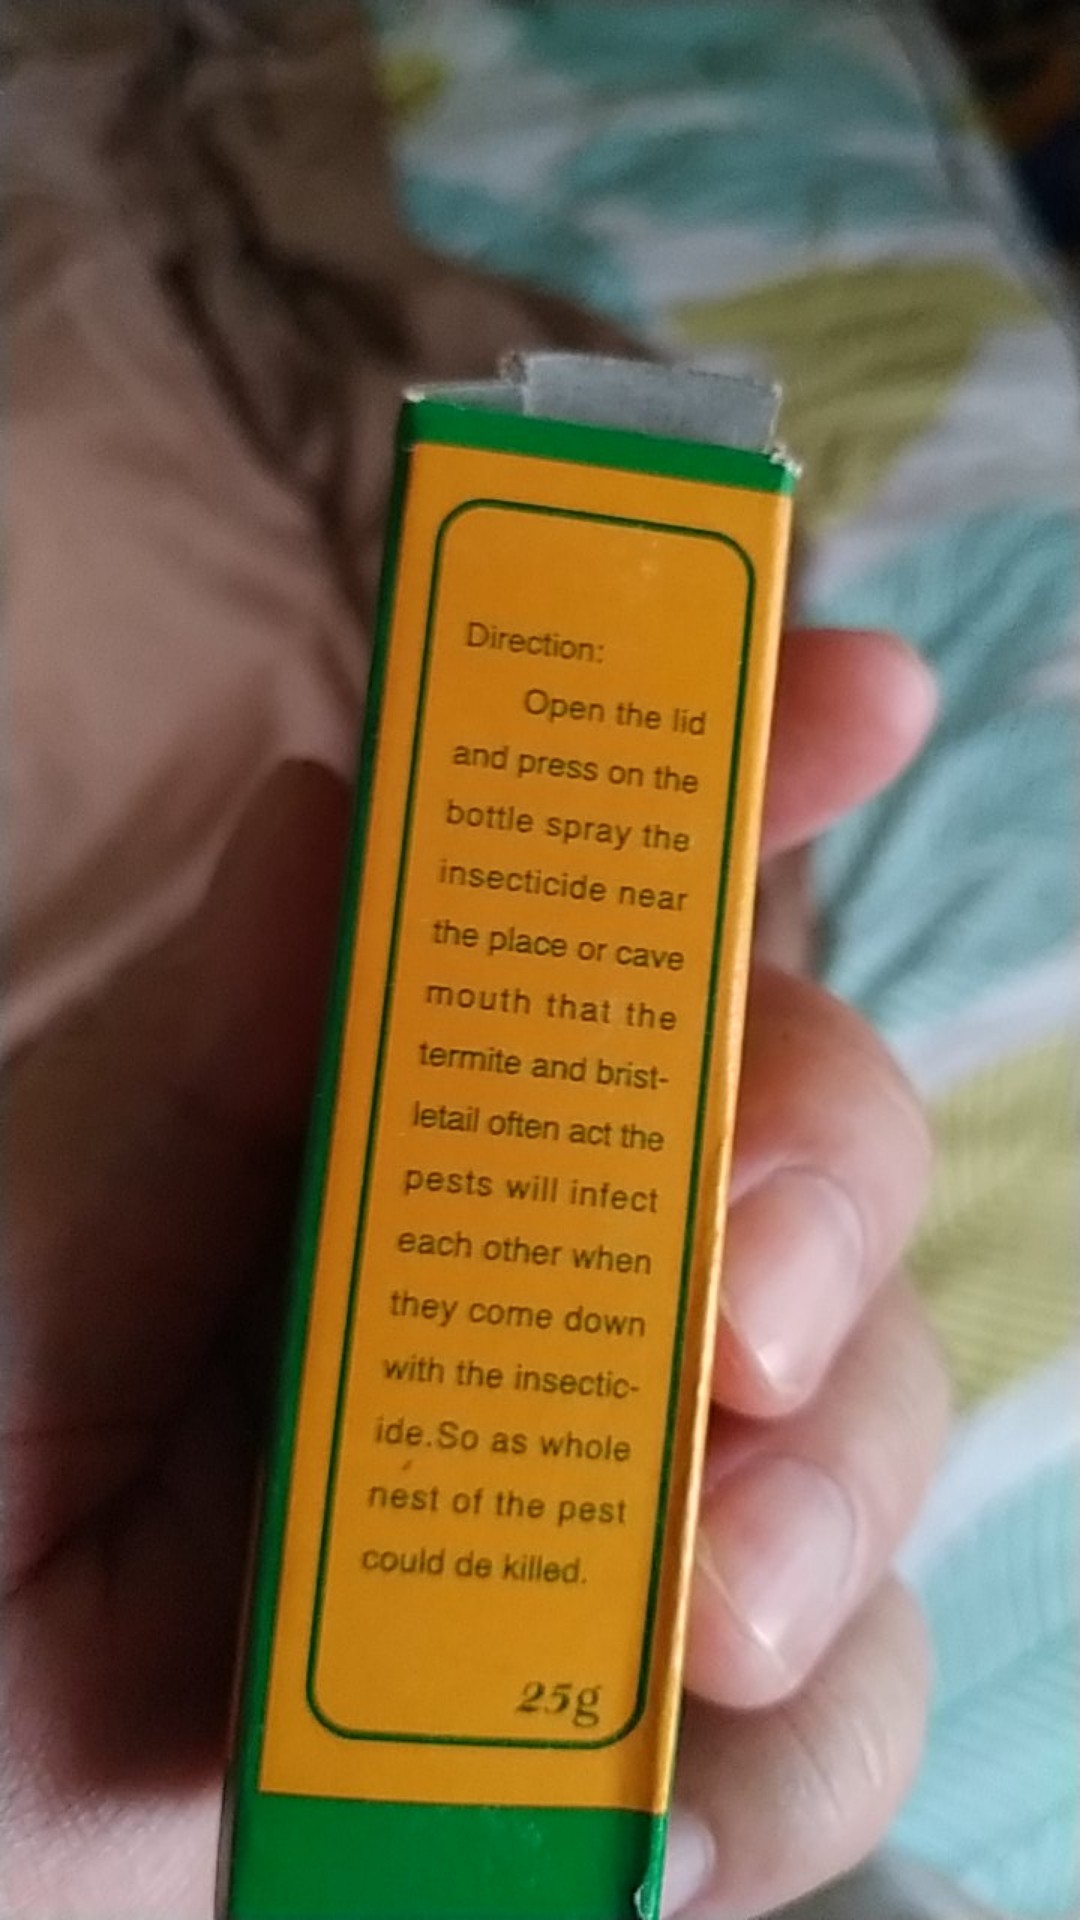 Direction:
Open the lid
and press on the
bottle spray the
insecticide near
the place or cave
mouth that the
termite and brist-
letail often act the
pests will infect
each other when
they come down
with the insectic-
ide.So as whole
nest of the pest
could de killed.
25g